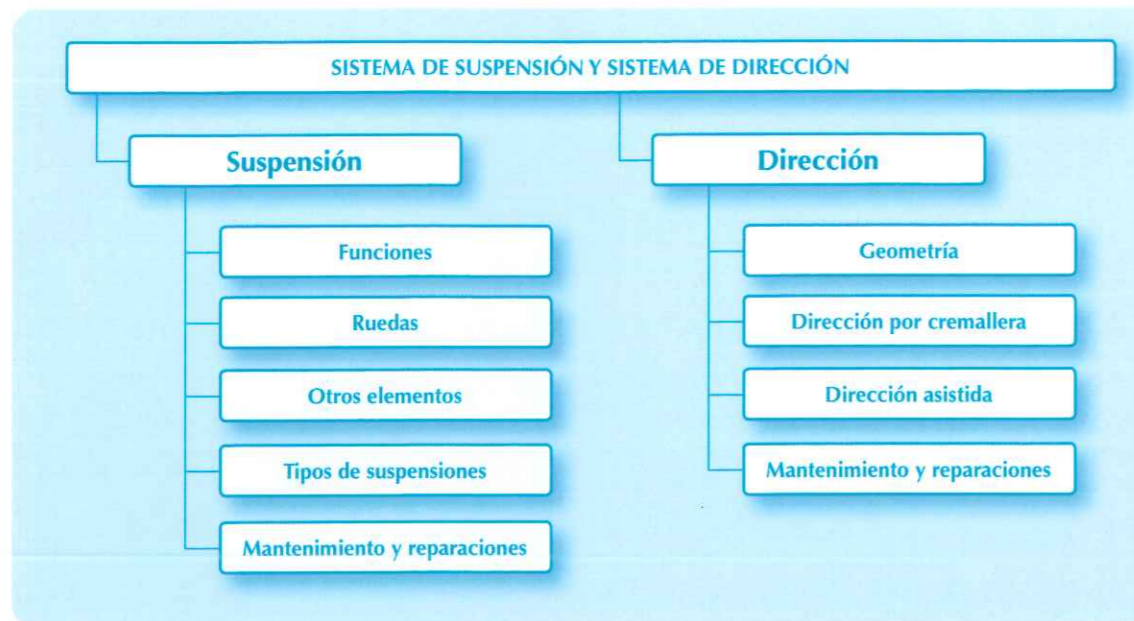 SISTEMA DE SUSPENSIÓN Y SISTEMA DE DIRECCIÓN
Suspensión
Funciones
Ruedas
Otros elementos
Tipos de suspensiones
Mantenimiento y reparaciones
Dirección
Geometría
Dirección por cremallera
Dirección asistida
Mantenimiento y reparaciones